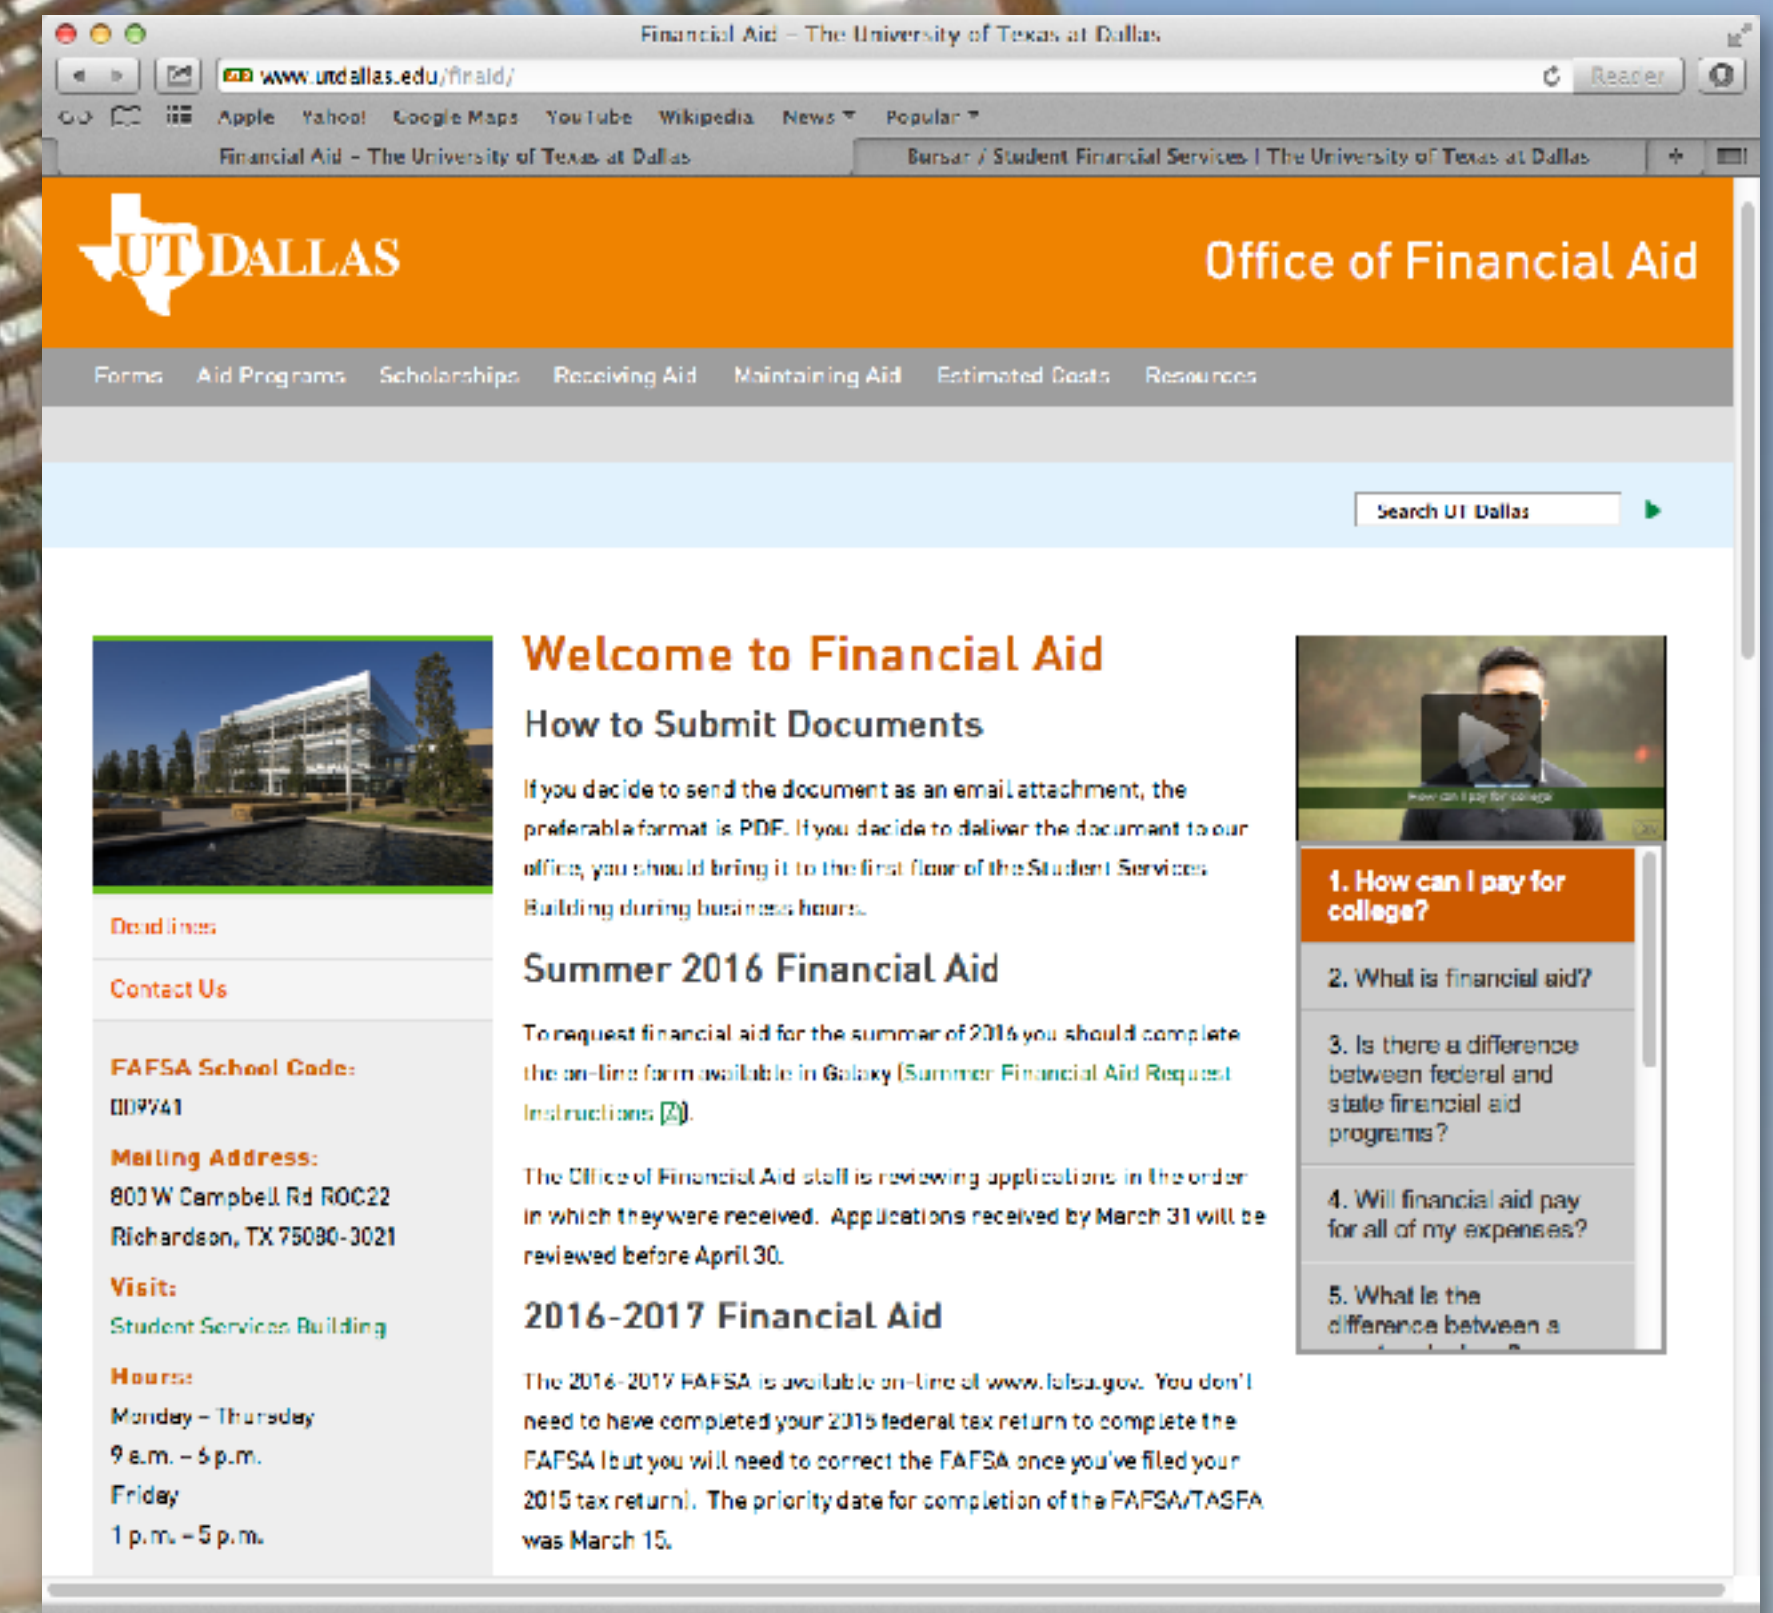 Financial Aid – The University of Texas at Dallas
www.utdallas.edu/finaid/
Reader
Apple Yahoo! Google Maps YouTube Wikipedia News Popular
Financial Aid – The University of Texas at Dallas
Bursar / Student Financial Services | The University of Texas at Dallas
UT DALLAS
Office of Financial Aid
Forms Aid Programs Scholarships Receiving Aid Maintaining Aid Estimated Costs Resources
Search UT Dallas
Deadlines
Contact Us
FAFSA School Code:
009741
Mailing Address:
800 W Campbell Rd ROC22
Richardson, TX 75080-3021
Visit:
Student Services Building
Hours:
Monday – Thursday
9 a.m. – 6 p.m.
Friday
1 p.m. – 5 p.m.
Welcome to Financial Aid
How to Submit Documents
If you decide to send the document as an email attachment, the
preferable format is PDF. If you decide to deliver the document to our
office, you should bring it to the first floor of the Student Services
Building during business hours.
Summer 2016 Financial Aid
To request financial aid for the summer of 2016 you should complete
the on-line form available in Galaxy (Summer Financial Aid Request
Instructions).
The Office of Financial Aid staff is reviewing applications in the order
in which they were received. Applications received by March 31 will be
reviewed before April 30.
2016-2017 Financial Aid
The 2016-2017 FAFSA is available on-line at www.fafsa.gov. You don't
need to have completed your 2015 federal tax return to complete the
FAFSA (but you will need to correct the FAFSA once you've filed your
2015 tax return). The priority date for completion of the FAFSA/TASFA
was March 15.
How can I pay for college
1. How can I pay for
college?
2. What is financial aid?
3. Is there a difference
between federal and
state financial aid
programs?
4. Will financial aid pay
for all of my expenses?
5. What is the
difference between a